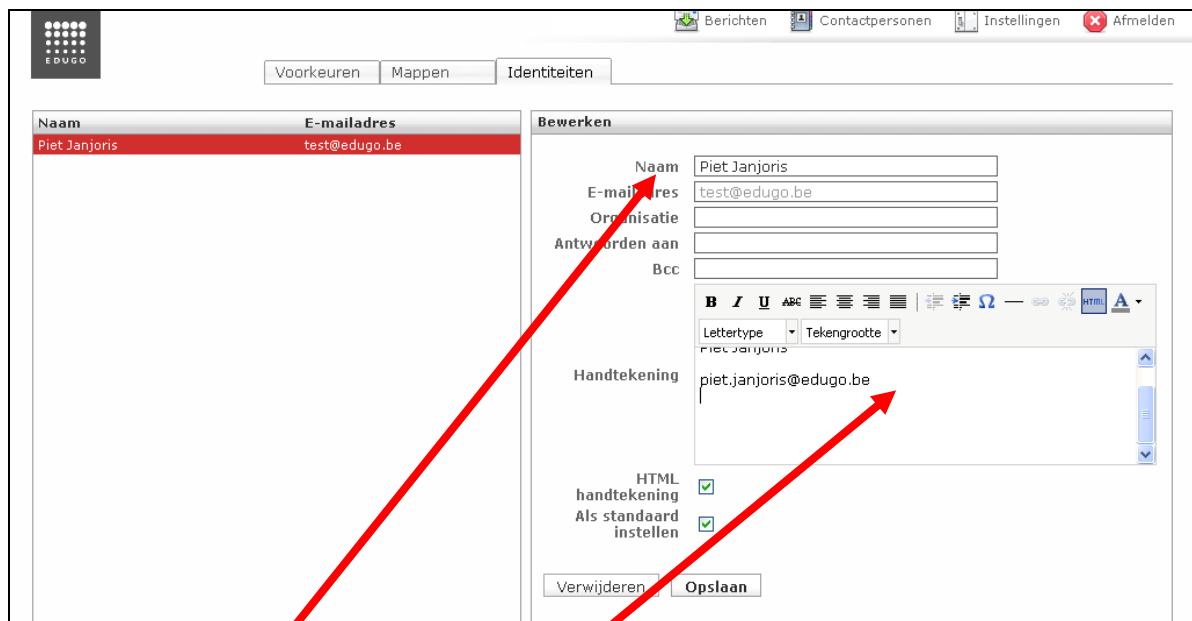 Berichten Contactpersonen Instellingen Afmelden
EDUGO
Voorkeuren Mappen Identiteiten
Naam E-mailadres
Piet Janjoris test@edugo.be
Bewerken
Naam Piet Janjoris
E-mailadres test@edugo.be
Organisatie
Antwoorden aan
Bcc
B I U ABC Ω HTML A
Lettertype Tekengrootte
Piet Janjoris
Handtekening piet.janjoris@edugo.be
HTML
handtekening
Als standaard
instellen
Verwijderen Opslaan